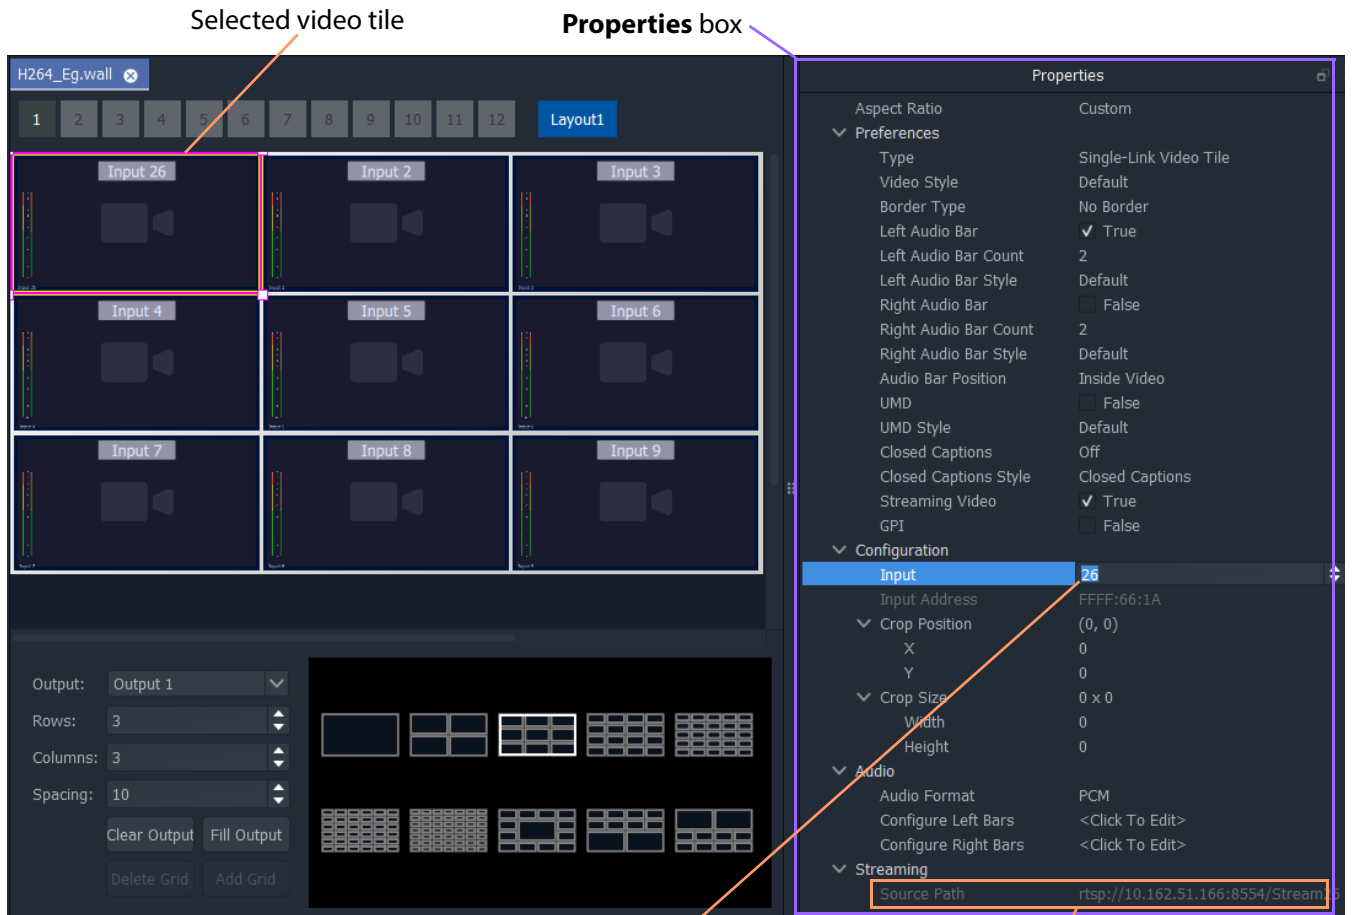 Selected video tile
Properties box
H264_Eg.wall
Properties
1 2 3 4 5 6 7 8 9 10 11 12 Layout1
Input 26 Input 2 Input 3
Input 4 Input 5 Input 6
Input 7 Input 8 Input 9
Output: Output 1
Rows: 3
Columns: 3
Spacing: 10
Clear Output Fill Output
Delete Grid Add Grid
Aspect Ratio Custom
Preferences
Type Single-Link Video Tile
Video Style Default
Border Type No Border
Left Audio Bar True
Left Audio Bar Count 2
Left Audio Bar Style Default
Right Audio Bar False
Right Audio Bar Count 2
Right Audio Bar Style Default
Audio Bar Position Inside Video
UMD False
UMD Style Default
Closed Captions Off
Closed Captions Style Closed Captions
Streaming Video True
GPI False
Configuration
Input 26
Input Address FFFF:66:1A
Crop Position (0, 0)
X 0
Y 0
Crop Size 0 x 0
Width 0
Height 0
Audio
Audio Format PCM
Configure Left Bars <Click To Edit>
Configure Right Bars <Click To Edit>
Streaming
Source Path rtsp://10.162.51.166:8554/Stream26